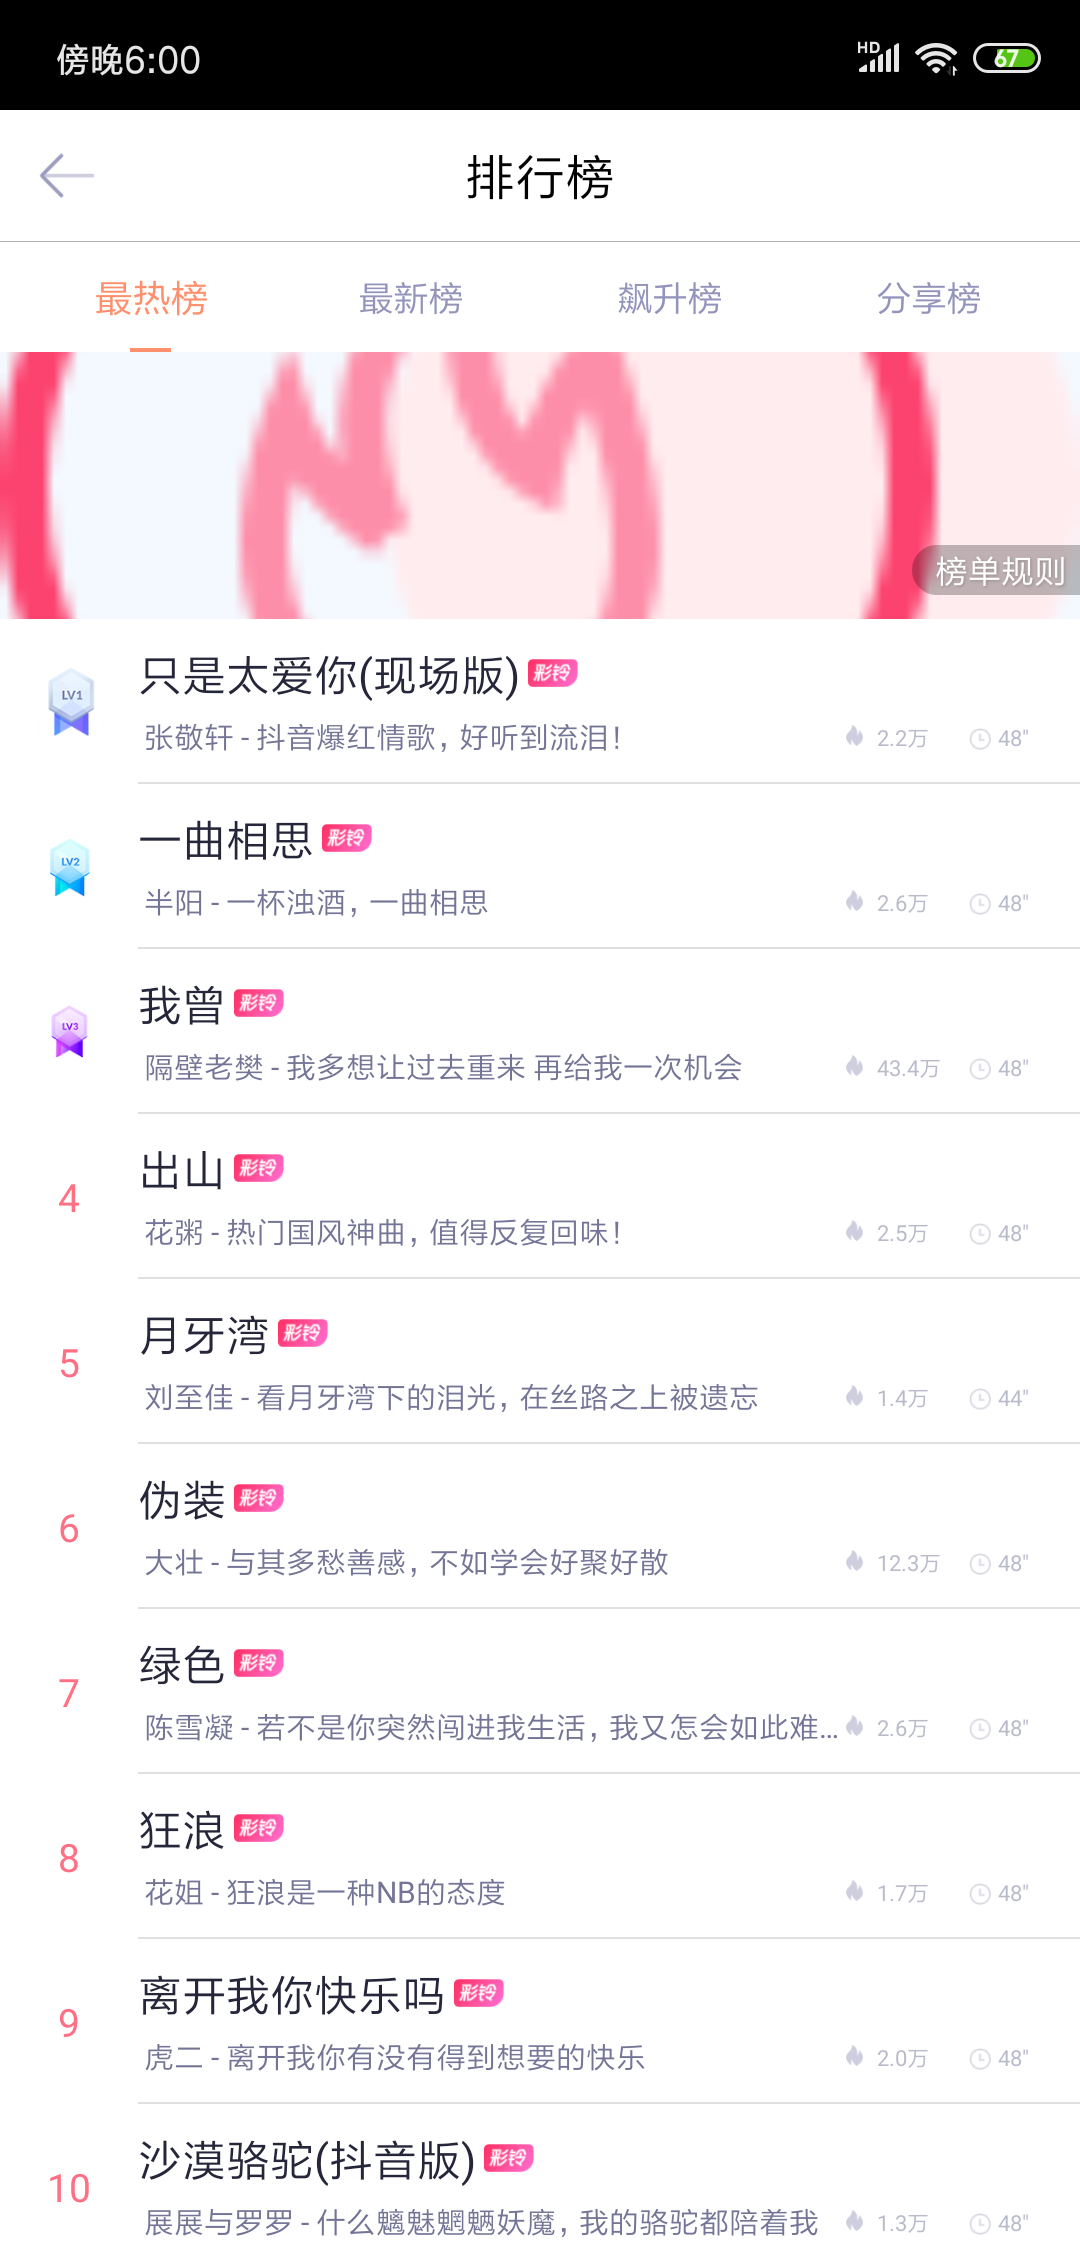 傍晚6:00
HD
67
排行榜
最热榜 最新榜 飙升榜 分享榜
榜单规则
LV1
只是太爱你(现场版) 彩铃
张敬轩 - 抖音爆红情歌，好听到流泪！ 2.2万 48"
LV2
一曲相思 彩铃
半阳 - 一杯浊酒，一曲相思 2.6万 48"
LV3
我曾 彩铃
隔壁老樊 - 我多想让过去重来 再给我一次机会 43.4万 48"
4
出山 彩铃
花粥 - 热门国风神曲，值得反复回味！ 2.5万 48"
5
月牙湾 彩铃
刘至佳 - 看月牙湾下的泪光，在丝路之上被遗忘 1.4万 44"
6
伪装 彩铃
大壮 - 与其多愁善感，不如学会好聚好散 12.3万 48"
7
绿色 彩铃
陈雪凝 - 若不是你突然闯进我生活，我又怎会如此难... 2.6万 48"
8
狂浪 彩铃
花姐 - 狂浪是一种NB的态度 1.7万 48"
9
离开我你快乐吗 彩铃
虎二 - 离开我你有没有得到想要的快乐 2.0万 48"
10
沙漠骆驼(抖音版) 彩铃
展展与罗罗 - 什么魑魅魍魉妖魔，我的骆驼都陪着我 1.3万 48"